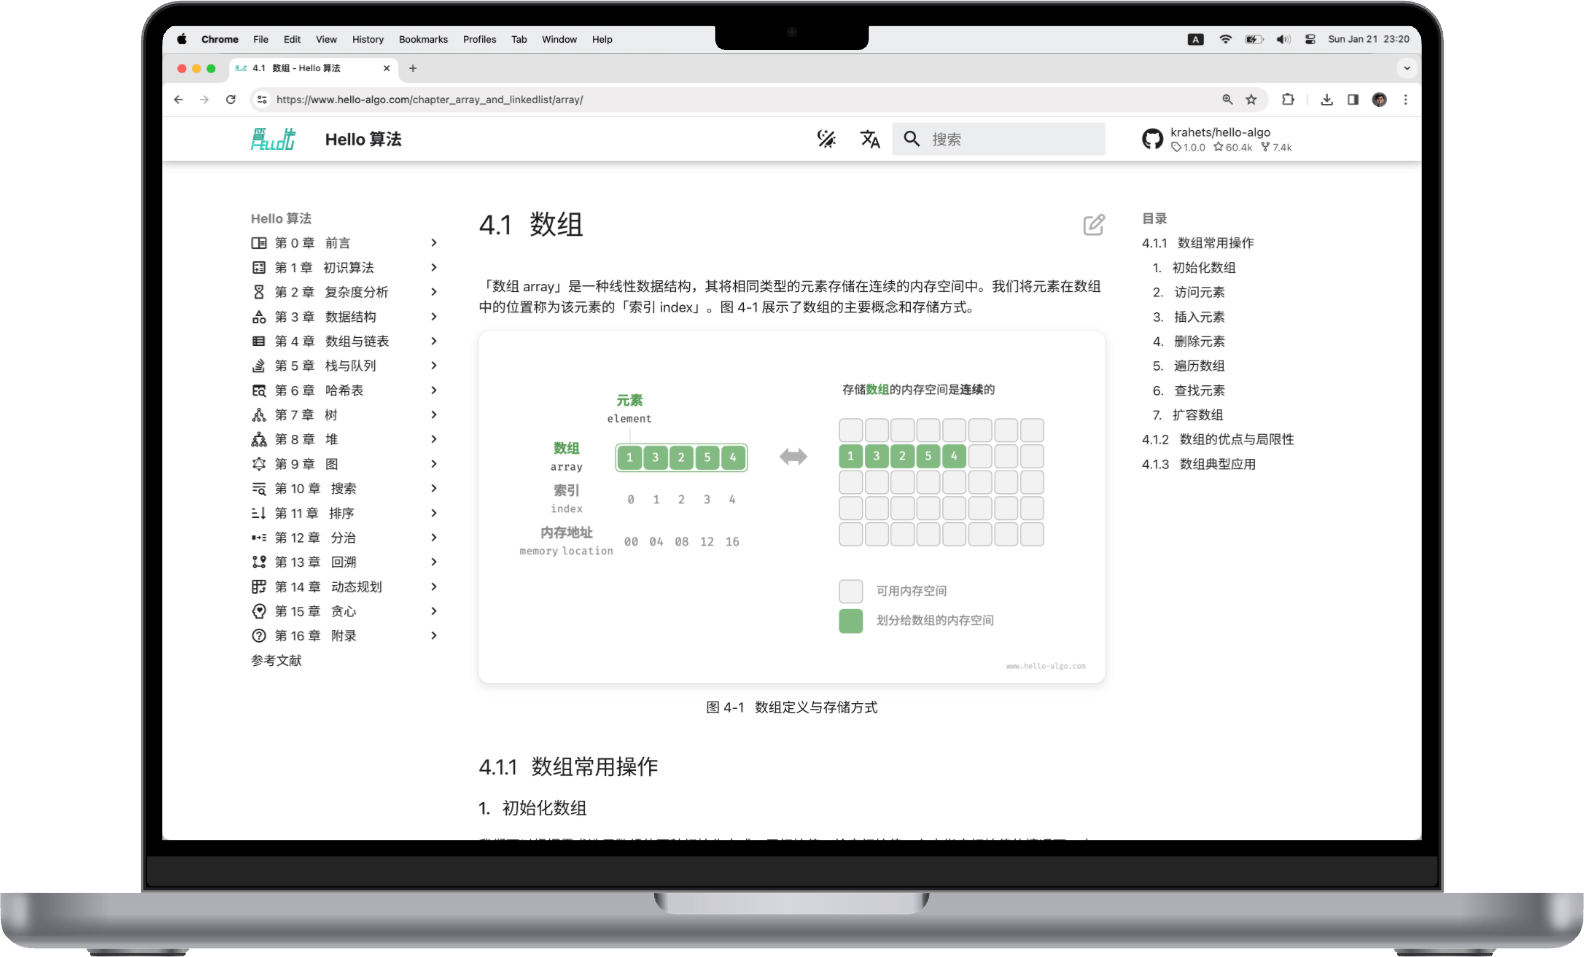 Chrome File Edit View History Bookmarks Profiles Tab Window Help
A Sun Jan 21 23:20
4.1 数组 - Hello 算法
https://www.hello-algo.com/chapter_array_and_linkedlist/array/
Hello 算法
搜索
krahets/hello-algo
1.0.0 60.4k 7.4k
Hello 算法
第 0 章 前言
第 1 章 初识算法
第 2 章 复杂度分析
第 3 章 数据结构
第 4 章 数组与链表
第 5 章 栈与队列
第 6 章 哈希表
第 7 章 树
第 8 章 堆
第 9 章 图
第 10 章 搜索
第 11 章 排序
第 12 章 分治
第 13 章 回溯
第 14 章 动态规划
第 15 章 贪心
第 16 章 附录
参考文献
4.1 数组
「数组 array」是一种线性数据结构，其将相同类型的元素存储在连续的内存空间中。我们将元素在数组
中的位置称为该元素的「索引 index」。图 4-1 展示了数组的主要概念和存储方式。
元素
element
数组
array
1 3 2 5 4
索引
index
0 1 2 3 4
内存地址
memory location
00 04 08 12 16
存储数组的内存空间是连续的
1 3 2 5 4
可用内存空间
划分给数组的内存空间
www.hello-algo.com
图 4-1 数组定义与存储方式
4.1.1 数组常用操作
1. 初始化数组
目录
4.1.1 数组常用操作
1. 初始化数组
2. 访问元素
3. 插入元素
4. 删除元素
5. 遍历数组
6. 查找元素
7. 扩容数组
4.1.2 数组的优点与局限性
4.1.3 数组典型应用